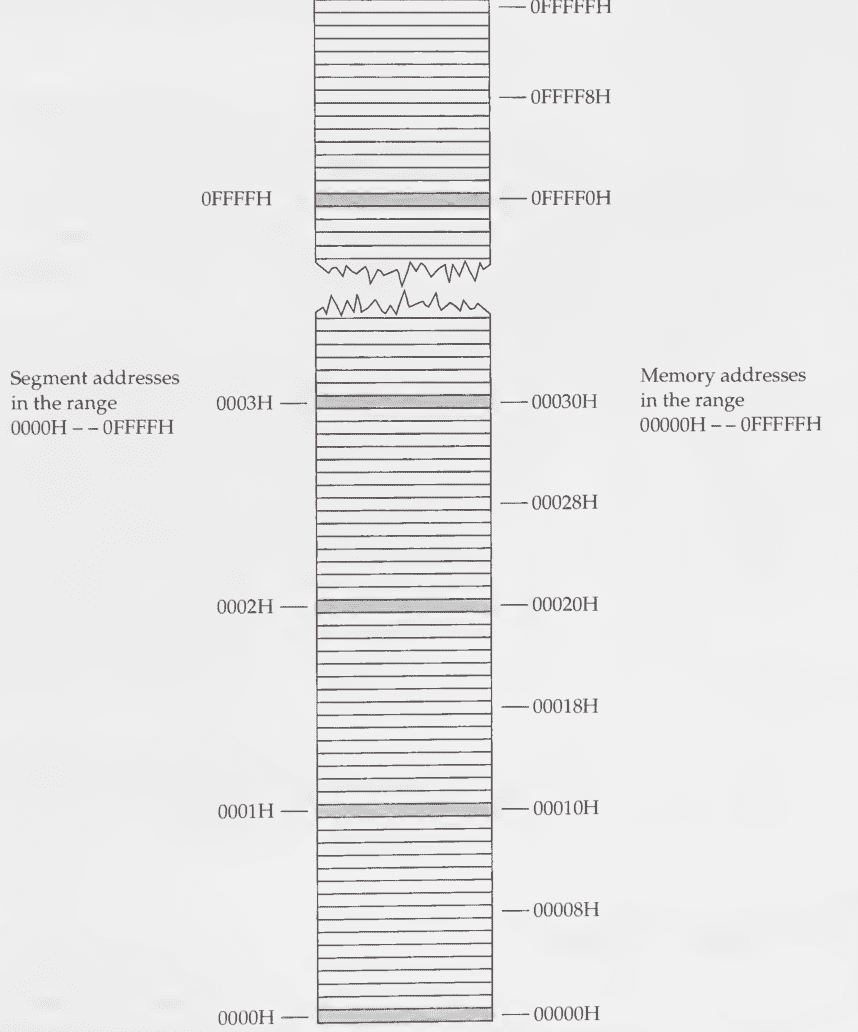 0FFFFFH
0FFFF8H
0FFFFH
0FFFF0H
Segment addresses
in the range
0000H – – 0FFFFH
0003H
00030H
Memory addresses
in the range
00000H – – 0FFFFFH
00028H
0002H
00020H
00018H
0001H
00010H
00008H
0000H
00000H